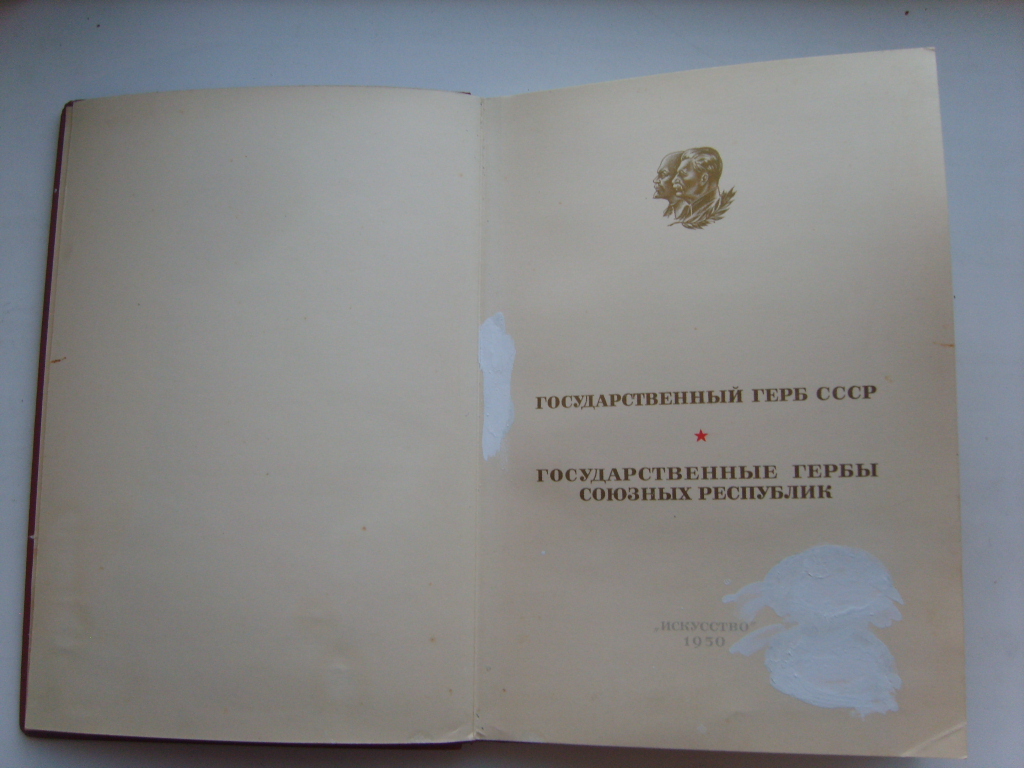 ГОСУДАРСТВЕННЫЙ ГЕРБ СССР
ГОСУДАРСТВЕННЫЕ ГЕРБЫ
СОЮЗНЫХ РЕСПУБЛИК
„ИСКУССТВО
1950